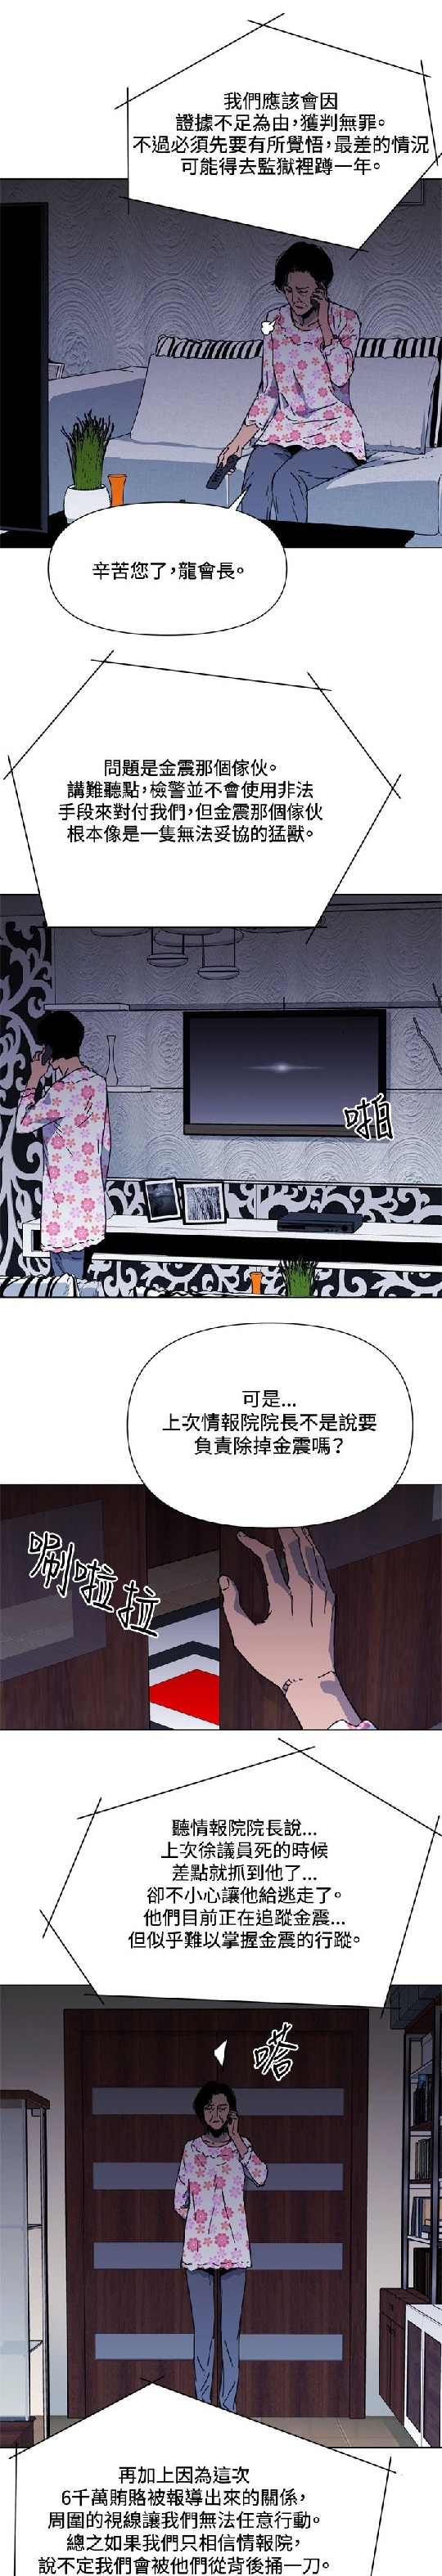 我們應該會因
證據不足為由，獲判無罪。
不過必須先要有所覺悟，最差的情況
可能得去監獄裡蹲一年。
辛苦您了，龍會長。
問題是金震那個傢伙。
講難聽點，檢警並不會使用非法
手段來對付我們，但金震那個傢伙
根本像是一隻無法妥協的猛獸。
啪
可是...
上次情報院院長不是說要
負責除掉金震嗎？
唰啦拉
聽情報院院長說...
上次徐議員死的時候
差點就抓到他了...
卻不小心讓他給逃走了。
他們目前正在追蹤金震...
但似乎難以掌握金震的行蹤。
嗒
再加上因為這次
6千萬賄賂被報導出來的關係，
周圍的視線讓我們無法任意行動。
總之如果我們只相信情報院，
說不定我們會被他們從背後捅一刀。